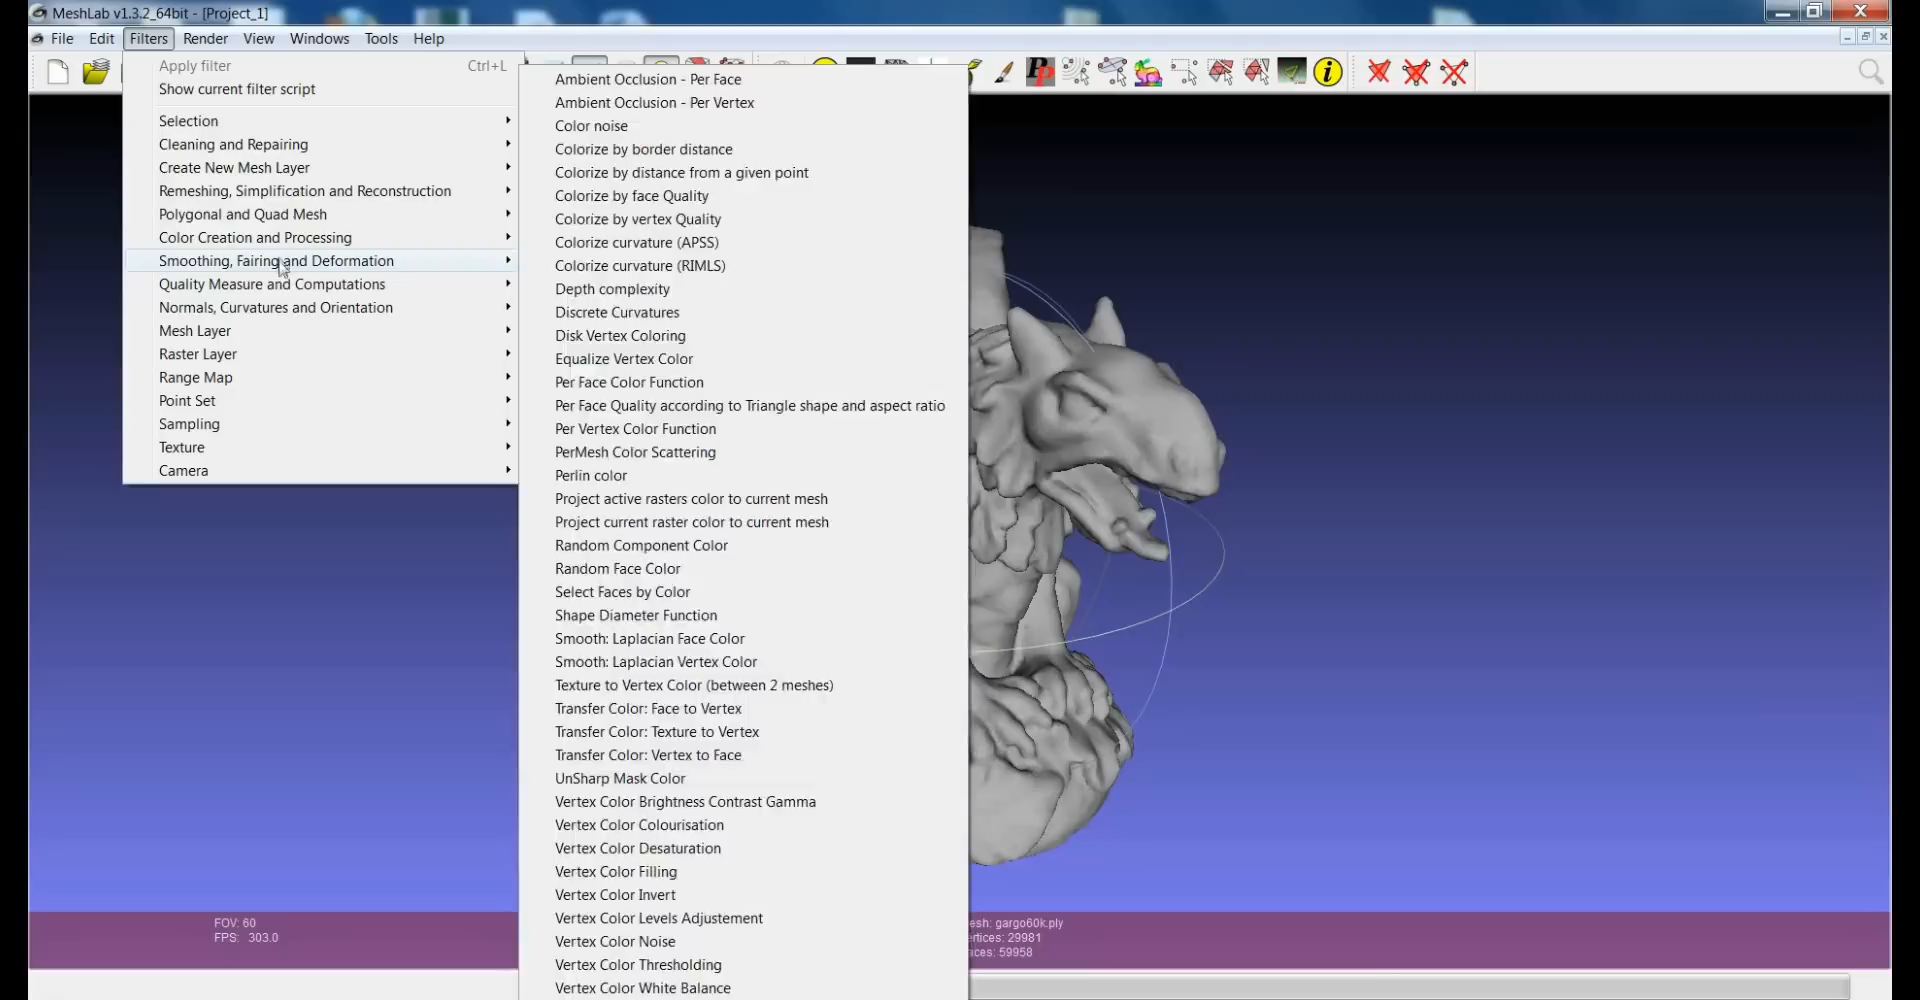 MeshLab v1.3.2_64bit - [Project_1]
File Edit Filters Render View Windows Tools Help
Apply filter Ctrl+L
Show current filter script
Selection
Cleaning and Repairing
Create New Mesh Layer
Remeshing, Simplification and Reconstruction
Polygonal and Quad Mesh
Color Creation and Processing
Smoothing, Fairing and Deformation
Quality Measure and Computations
Normals, Curvatures and Orientation
Mesh Layer
Raster Layer
Range Map
Point Set
Sampling
Texture
Camera
Ambient Occlusion - Per Face
Ambient Occlusion - Per Vertex
Color noise
Colorize by border distance
Colorize by distance from a given point
Colorize by face Quality
Colorize by vertex Quality
Colorize curvature (APSS)
Colorize curvature (RIMLS)
Depth complexity
Discrete Curvatures
Disk Vertex Coloring
Equalize Vertex Color
Per Face Color Function
Per Face Quality according to Triangle shape and aspect ratio
Per Vertex Color Function
PerMesh Color Scattering
Perlin color
Project active rasters color to current mesh
Project current raster color to current mesh
Random Component Color
Random Face Color
Select Faces by Color
Shape Diameter Function
Smooth: Laplacian Face Color
Smooth: Laplacian Vertex Color
Texture to Vertex Color (between 2 meshes)
Transfer Color: Face to Vertex
Transfer Color: Texture to Vertex
Transfer Color: Vertex to Face
UnSharp Mask Color
Vertex Color Brightness Contrast Gamma
Vertex Color Colourisation
Vertex Color Desaturation
Vertex Color Filling
Vertex Color Invert
Vertex Color Levels Adjustement
Vertex Color Noise
Vertex Color Thresholding
Vertex Color White Balance
FOV: 60
FPS: 303.0
esh: gargo60k.ply
rtices: 29981
ices: 59958